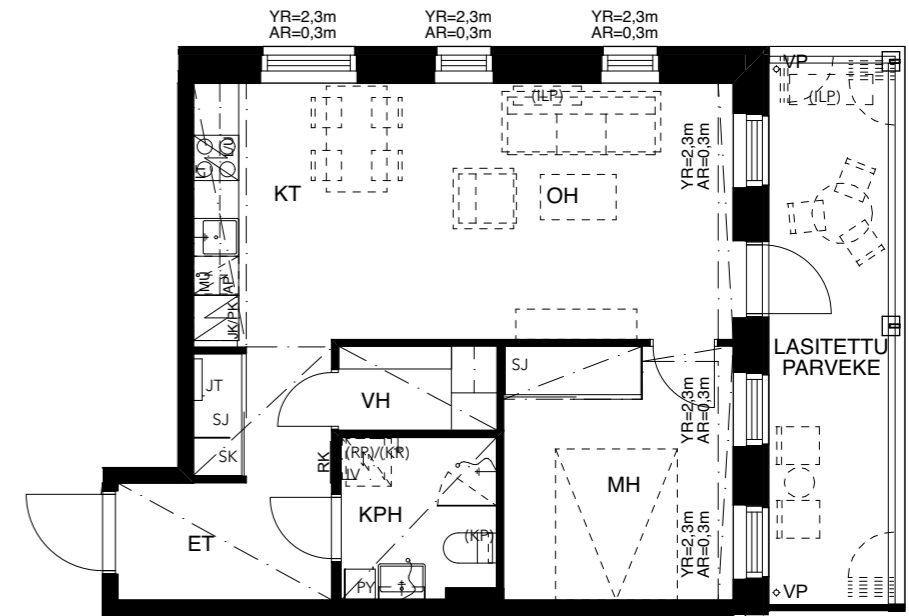 YR=2,3m
AR=0,3m
YR=2,3m
AR=0,3m
YR=2,3m
AR=0,3m
VP
(ILP)
(ILP)
L/U
LT
KT
OH
YR=2,3m
AR=0,3m
MU
AP
JK/PK
LASITETTU
PARVEKE
JT
SJ
SK
VH
SJ
YR=2,3m
AR=0,3m
RK
(RP)/(KR)
IV
KPH
(KP)
MH
ET
YR=2,3m
AR=0,3m
PY
VP